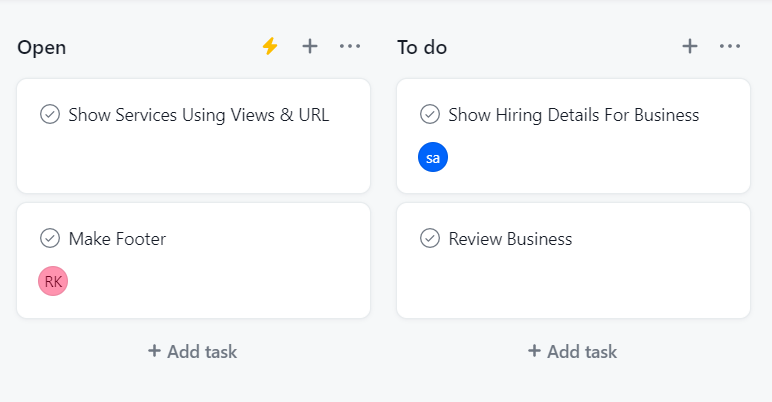 Open
Show Services Using Views & URL
Make Footer
RK
+ Add task
To do
Show Hiring Details For Business
sa
Review Business
+ Add task